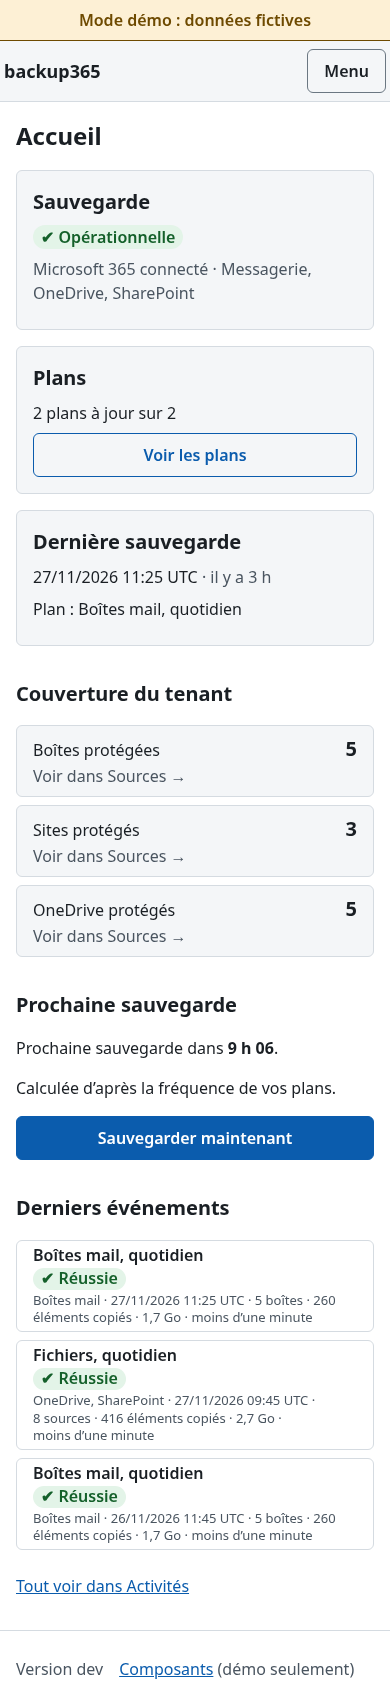 Mode démo : données fictives
backup365
Menu
Accueil
Sauvegarde
✔ Opérationnelle
Microsoft 365 connecté · Messagerie,
OneDrive, SharePoint
Plans
2 plans à jour sur 2
Voir les plans
Dernière sauvegarde
27/11/2026 11:25 UTC · il y a 3 h
Plan : Boîtes mail, quotidien
Couverture du tenant
Boîtes protégées 5
Voir dans Sources →
Sites protégés 3
Voir dans Sources →
OneDrive protégés 5
Voir dans Sources →
Prochaine sauvegarde
Prochaine sauvegarde dans 9 h 06.
Calculée d’après la fréquence de vos plans.
Sauvegarder maintenant
Derniers événements
Boîtes mail, quotidien
✔ Réussie
Boîtes mail · 27/11/2026 11:25 UTC · 5 boîtes · 260
éléments copiés · 1,7 Go · moins d’une minute
Fichiers, quotidien
✔ Réussie
OneDrive, SharePoint · 27/11/2026 09:45 UTC ·
8 sources · 416 éléments copiés · 2,7 Go ·
moins d’une minute
Boîtes mail, quotidien
✔ Réussie
Boîtes mail · 26/11/2026 11:45 UTC · 5 boîtes · 260
éléments copiés · 1,7 Go · moins d’une minute
Tout voir dans Activités
Version dev Composants (démo seulement)